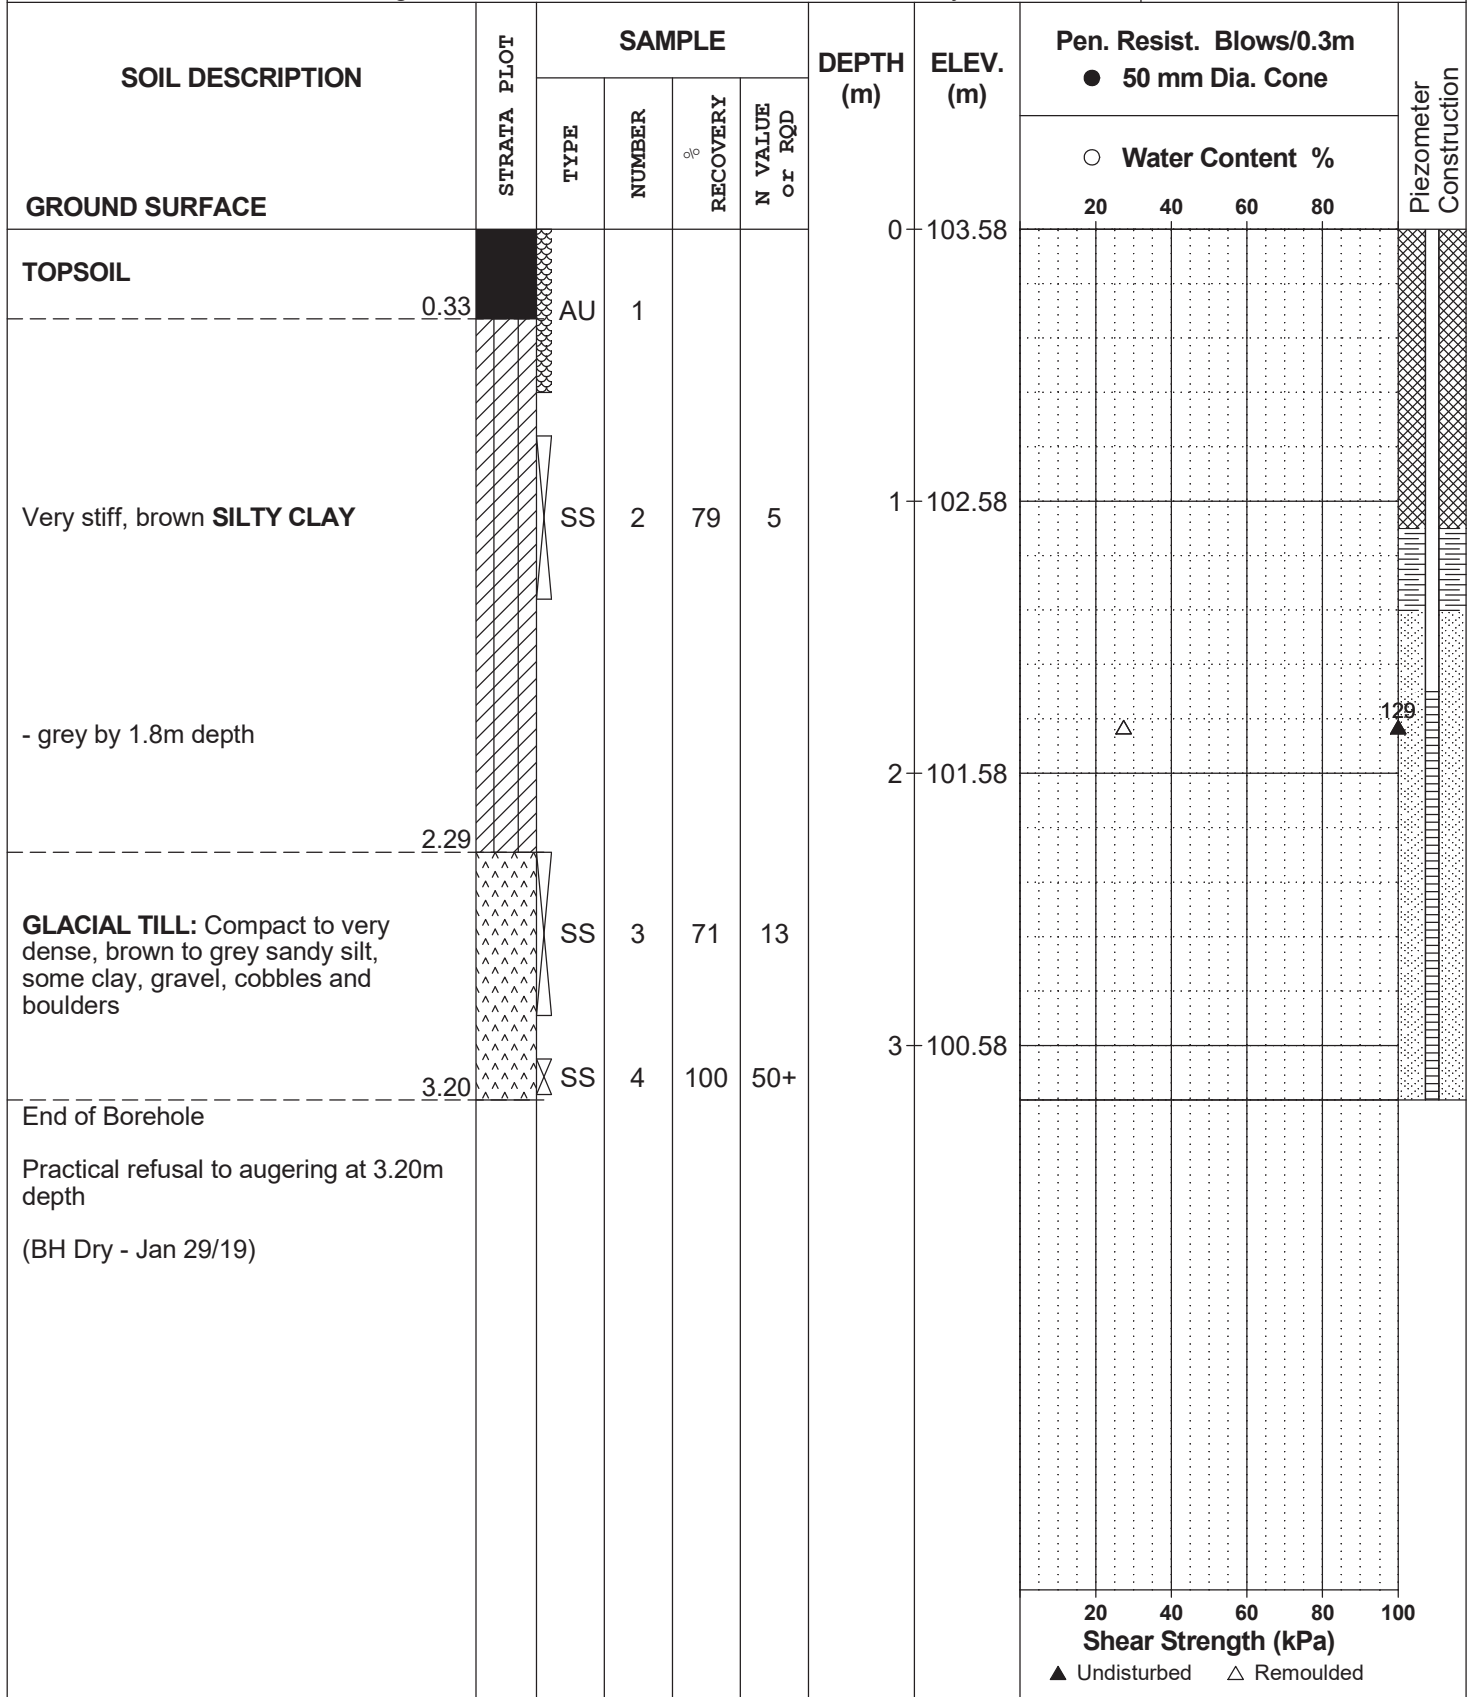 SOIL DESCRIPTION
GROUND SURFACE
STRATA PLOT
SAMPLE
TYPE
NUMBER
%
RECOVERY
N VALUE
or RQD
DEPTH
(m)
ELEV.
(m)
Pen. Resist. Blows/0.3m
● 50 mm Dia. Cone
○ Water Content %
20 40 60 80
Piezometer
Construction
0 103.58
TOPSOIL
0.33
AU 1
1 102.58
Very stiff, brown SILTY CLAY
SS 2 79 5
129
- grey by 1.8m depth
2 101.58
2.29
GLACIAL TILL: Compact to very
dense, brown to grey sandy silt,
some clay, gravel, cobbles and
boulders
SS 3 71 13
3 100.58
SS 4 100 50+
3.20
End of Borehole
Practical refusal to augering at 3.20m
depth
(BH Dry - Jan 29/19)
20 40 60 80 100
Shear Strength (kPa)
▲ Undisturbed △ Remoulded